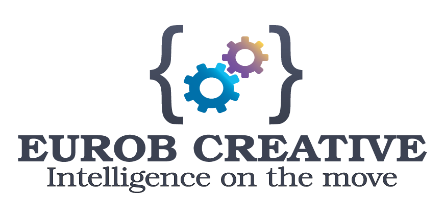 { }
EUROB CREATIVE
Intelligence on the move